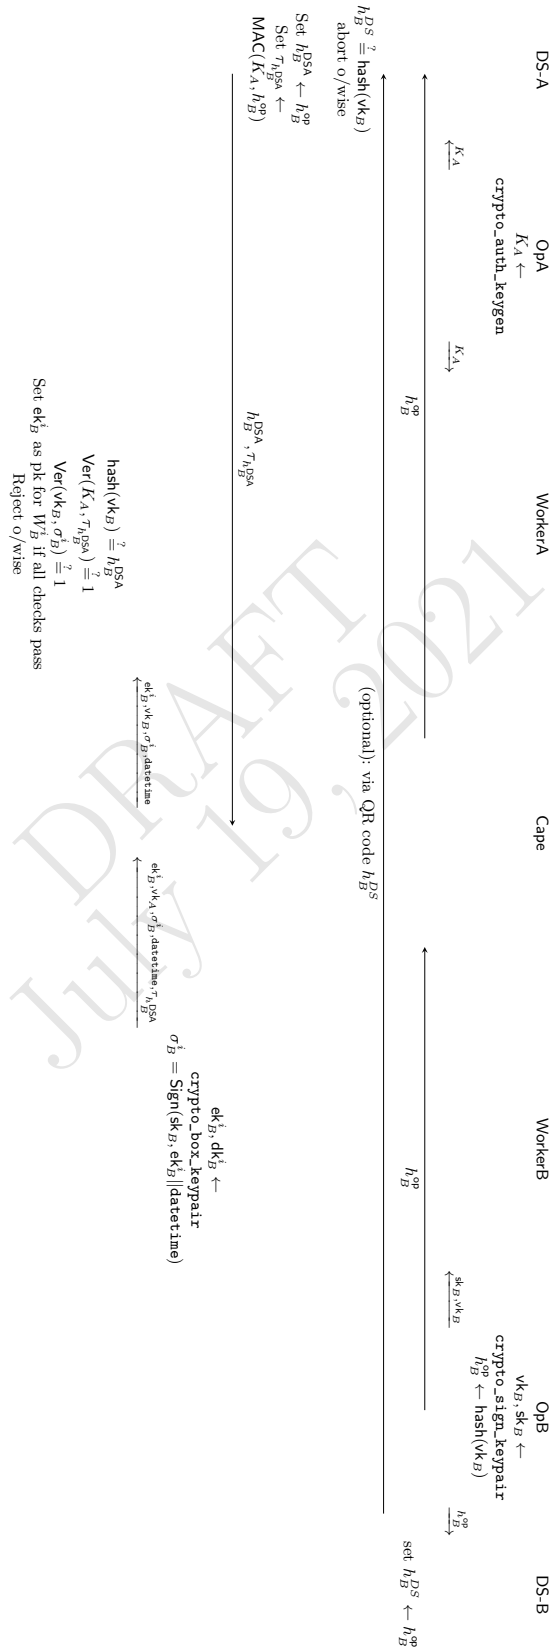 DS-A OpA WorkerA Cape WorkerB OpB DS-B
K_A ←
crypto_auth_keygen
vk_B, sk_B ←
crypto_sign_keypair
h_B^op ← hash(vk_B)
K_A
K_A
sk_B,vk_B
h_B^op
h_B^op
h_B^op
set h_B^DS ← h_B^op
h_B^DS ?= hash(vk_B)
abort o/wise
(optional): via QR code h_B^DS
Set h_B^DSA ← h_B^op
Set τ_{h_B^DSA} ←
MAC(K_A, h_B^op)
h_B^DSA, τ_{h_B^DSA}
ek_B^i, dk_B^i ←
crypto_box_keypair
σ_B^i = Sign(sk_B, ek_B^i||datetime)
ek_B^i,vk_A,σ_B^i,datetime,τ_{h_B^DSA}
ek_B^i,vk_B,σ_B^i,datetime
hash(vk_B) ?= h_B^DSA
Ver(K_A, τ_{h_B^DSA}) ?= 1
Ver(vk_B, σ_B^i) ?= 1
Set ek_B^i as pk for W_B^i if all checks pass
Reject o/wise
DRAFT
July 19, 2021